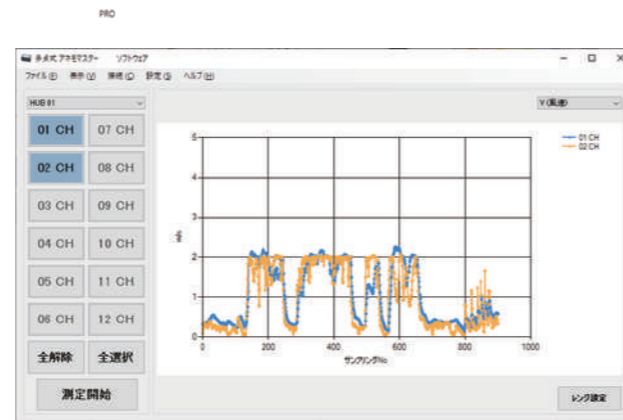 PRO
多点式 アネモマスター ソフトウェア
ファイル(F) 表示(V) 接続(C) 設定(S) ヘルプ(H)
HUB 01
V (風速)
01 CH 07 CH
02 CH 08 CH
03 CH 09 CH
04 CH 10 CH
05 CH 11 CH
06 CH 12 CH
全解除 全選択
測定開始
5
4
3
2
1
0
m/s
0 200 400 600 800 1000
サンプリングNo
01 CH
02 CH
レンジ設定